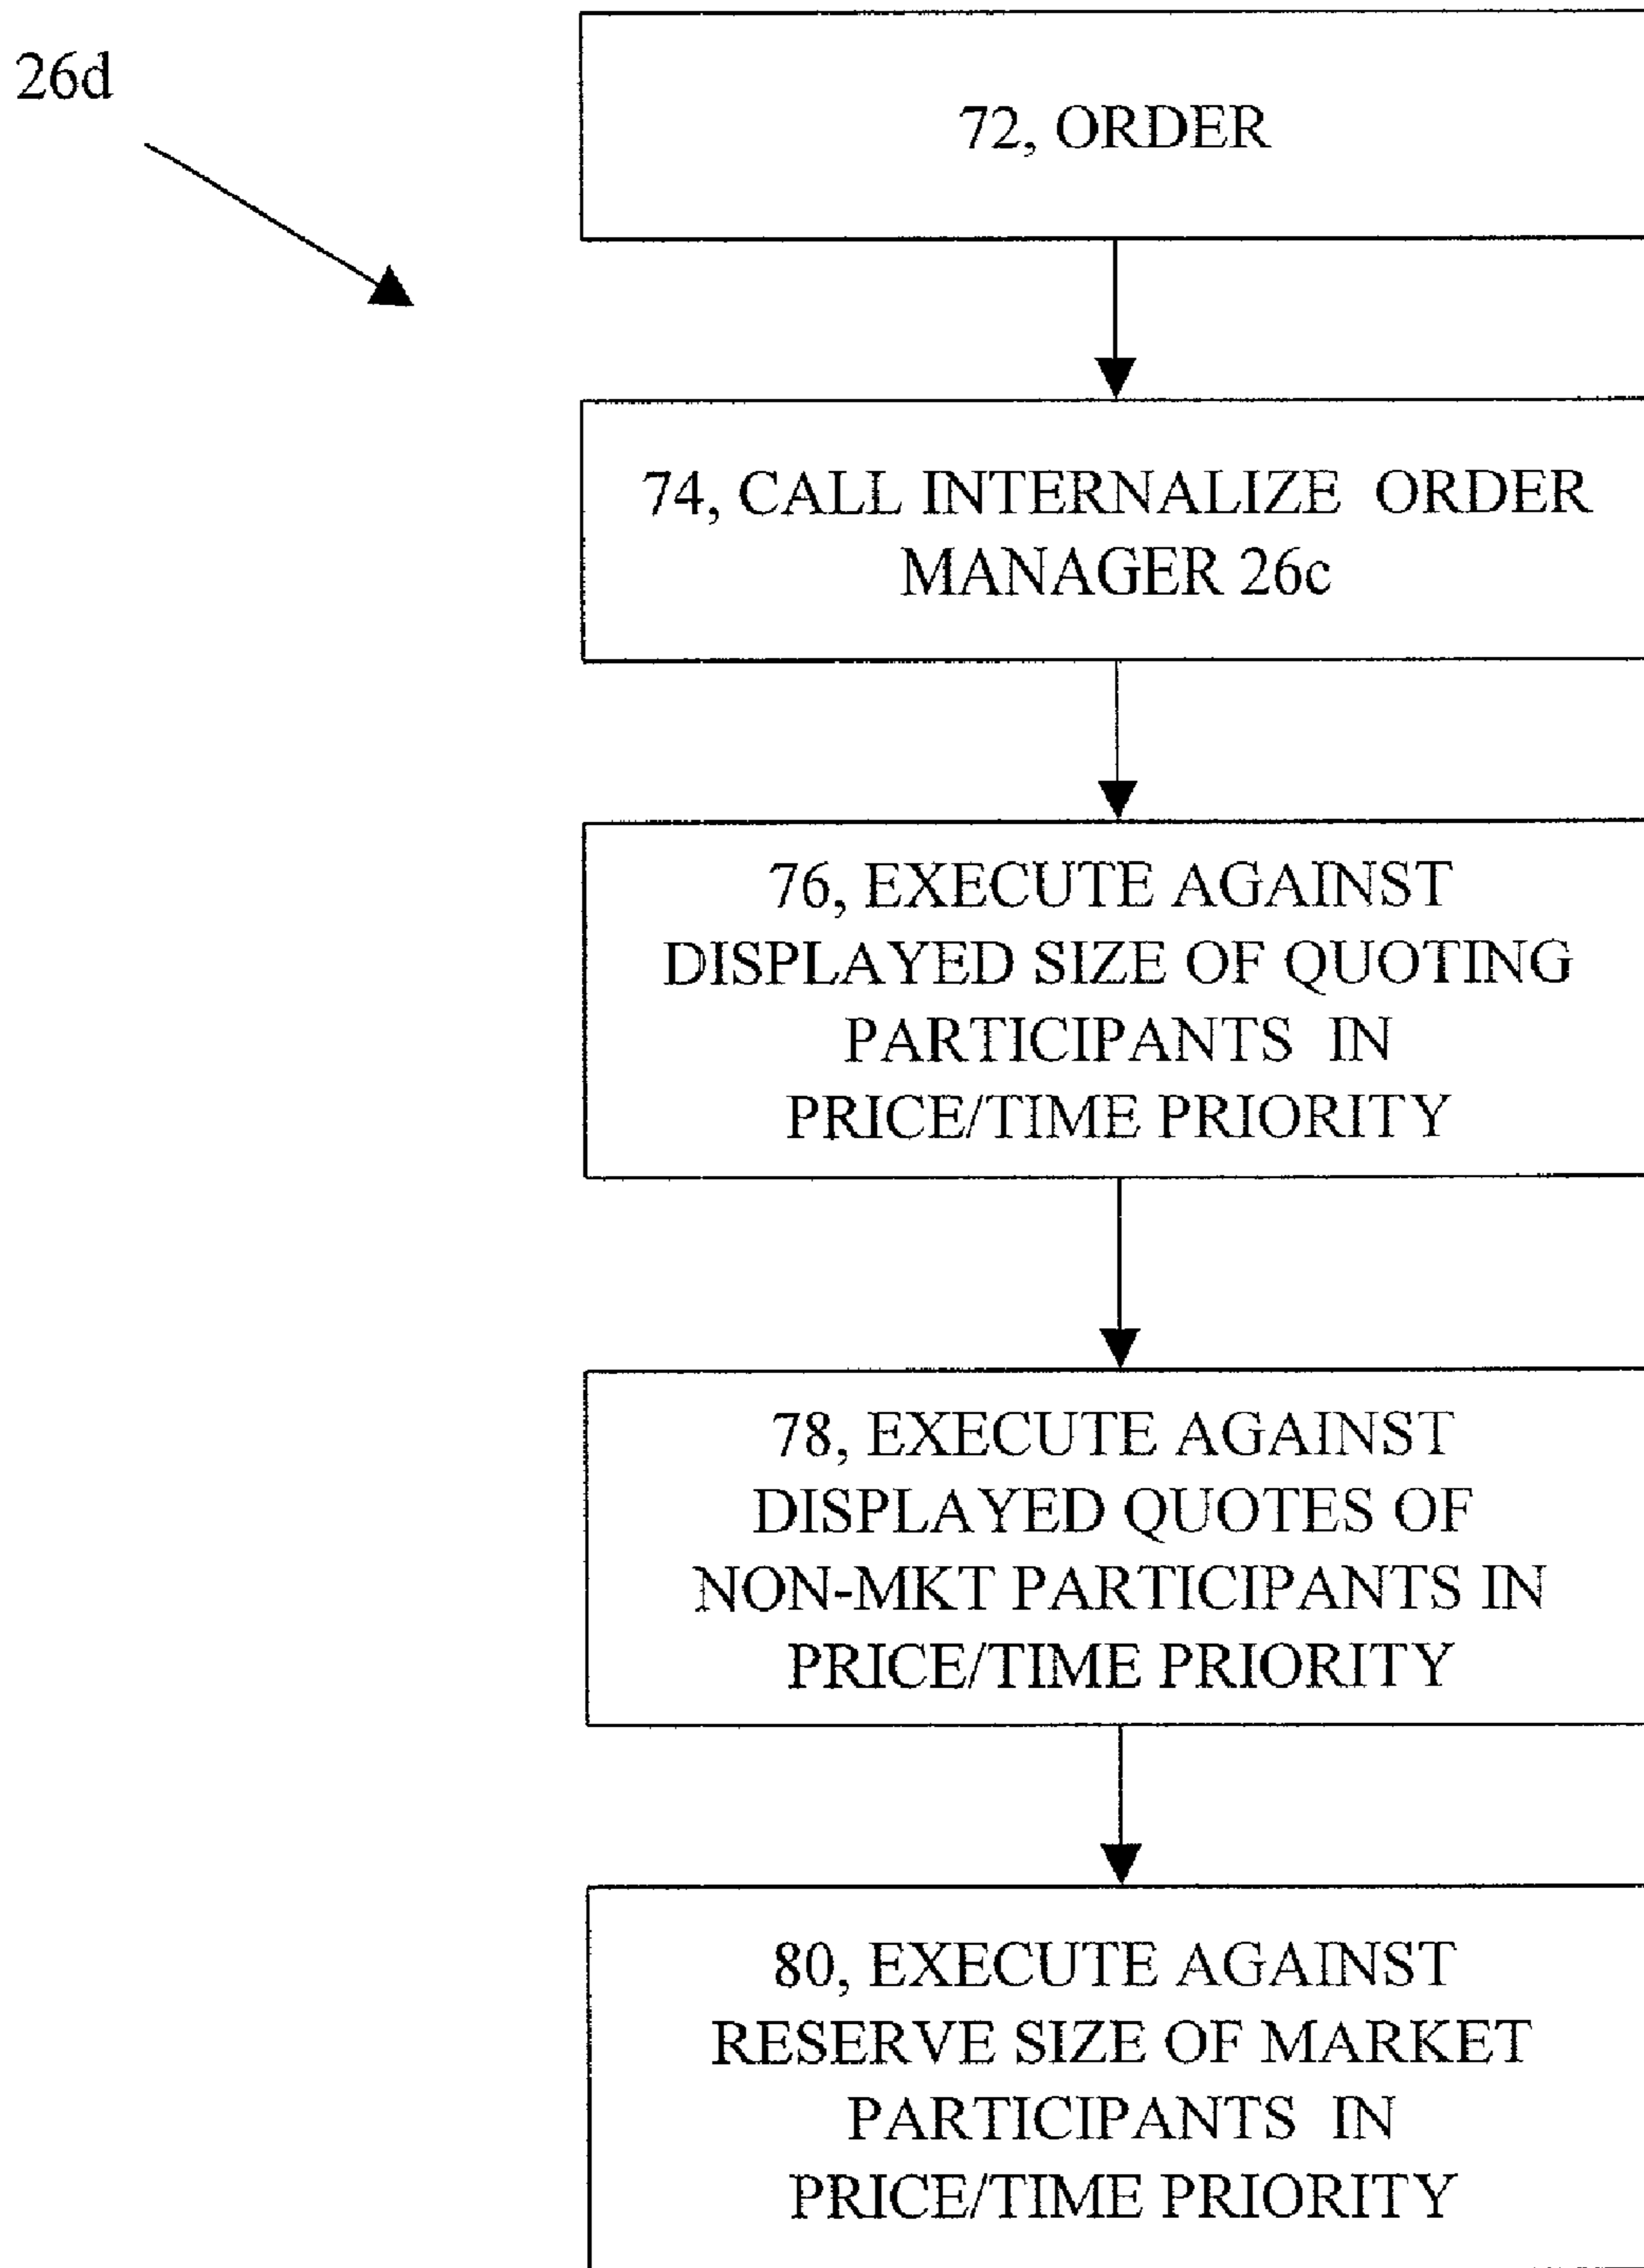 26d
72, ORDER
74, CALL INTERNALIZE ORDER
MANAGER 26c
76, EXECUTE AGAINST
DISPLAYED SIZE OF QUOTING
PARTICIPANTS IN
PRICE/TIME PRIORITY
78, EXECUTE AGAINST
DISPLAYED QUOTES OF
NON-MKT PARTICIPANTS IN
PRICE/TIME PRIORITY
80, EXECUTE AGAINST
RESERVE SIZE OF MARKET
PARTICIPANTS IN
PRICE/TIME PRIORITY